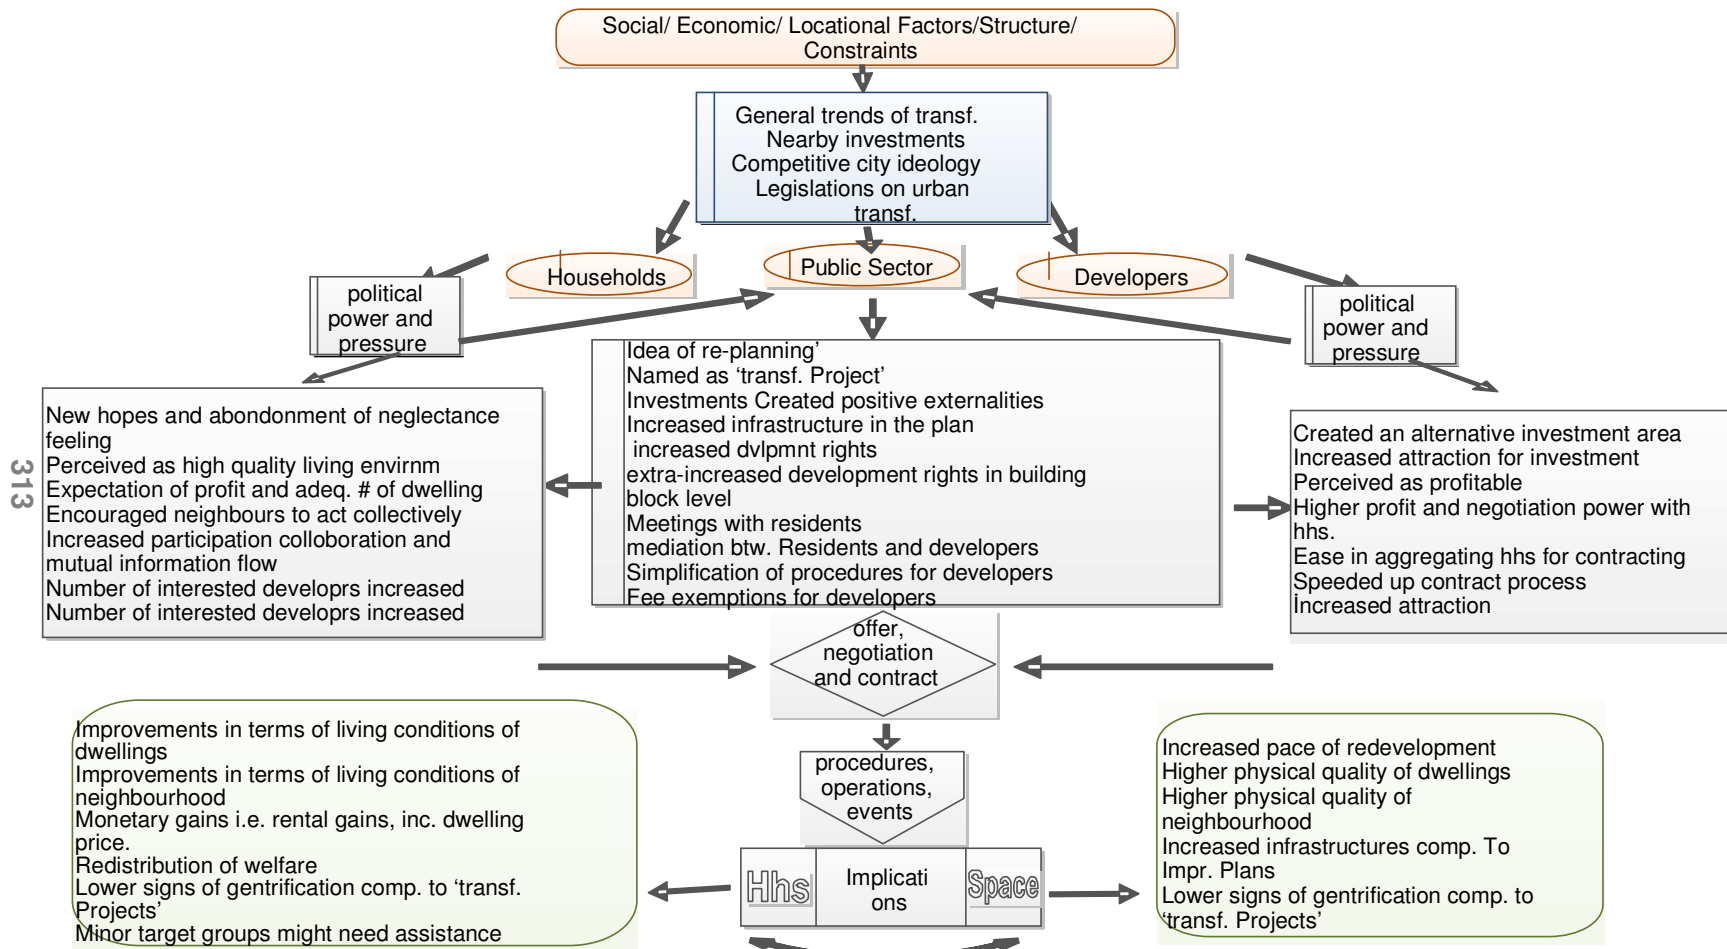 Social/ Economic/ Locational Factors/Structure/
Constraints
General trends of transf.
Nearby investments
Competitive city ideology
Legislations on urban
transf.
Households
Public Sector
Developers
political
power and
pressure
political
power and
pressure
Idea of re-planning’
Named as ‘transf. Project’
Investments Created positive externalities
Increased infrastructure in the plan
increased dvlpmnt rights
extra-increased development rights in building
block level
Meetings with residents
mediation btw. Residents and developers
Simplification of procedures for developers
Fee exemptions for developers
New hopes and abondonment of neglectance
feeling
Perceived as high quality living envirnm
Expectation of profit and adeq. # of dwelling
Encouraged neighbours to act collectively
Increased participation colloboration and
mutual information flow
Number of interested developrs increased
Number of interested developrs increased
Created an alternative investment area
Increased attraction for investment
Perceived as profitable
Higher profit and negotiation power with
hhs.
Ease in aggregating hhs for contracting
Speeded up contract process
İncreased attraction
313
offer,
negotiation
and contract
procedures,
operations,
events
Improvements in terms of living conditions of
dwellings
Improvements in terms of living conditions of
neighbourhood
Monetary gains i.e. rental gains, inc. dwelling
price.
Redistribution of welfare
Lower signs of gentrification comp. to ‘transf.
Projects’
Minor target groups might need assistance
Hhs
Implicati
ons
Space
Increased pace of redevelopment
Higher physical quality of dwellings
Higher physical quality of
neighbourhood
Increased infrastructures comp. To
Impr. Plans
Lower signs of gentrification comp. to
‘transf. Projects’